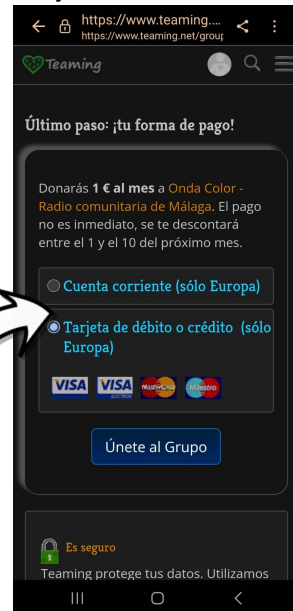 https://www.teaming....
https://www.teaming.net/group
Teaming
Último paso: ¡tu forma de pago!
Donarás 1 € al mes a Onda Color -
Radio comunitaria de Málaga. El pago
no es inmediato, se te descontará
entre el 1 y el 10 del próximo mes.
Cuenta corriente (sólo Europa)
Tarjeta de débito o crédito (sólo
Europa)
VISA VISA ELECTRON MasterCard Maestro
Únete al Grupo
Es seguro
Teaming protege tus datos. Utilizamos